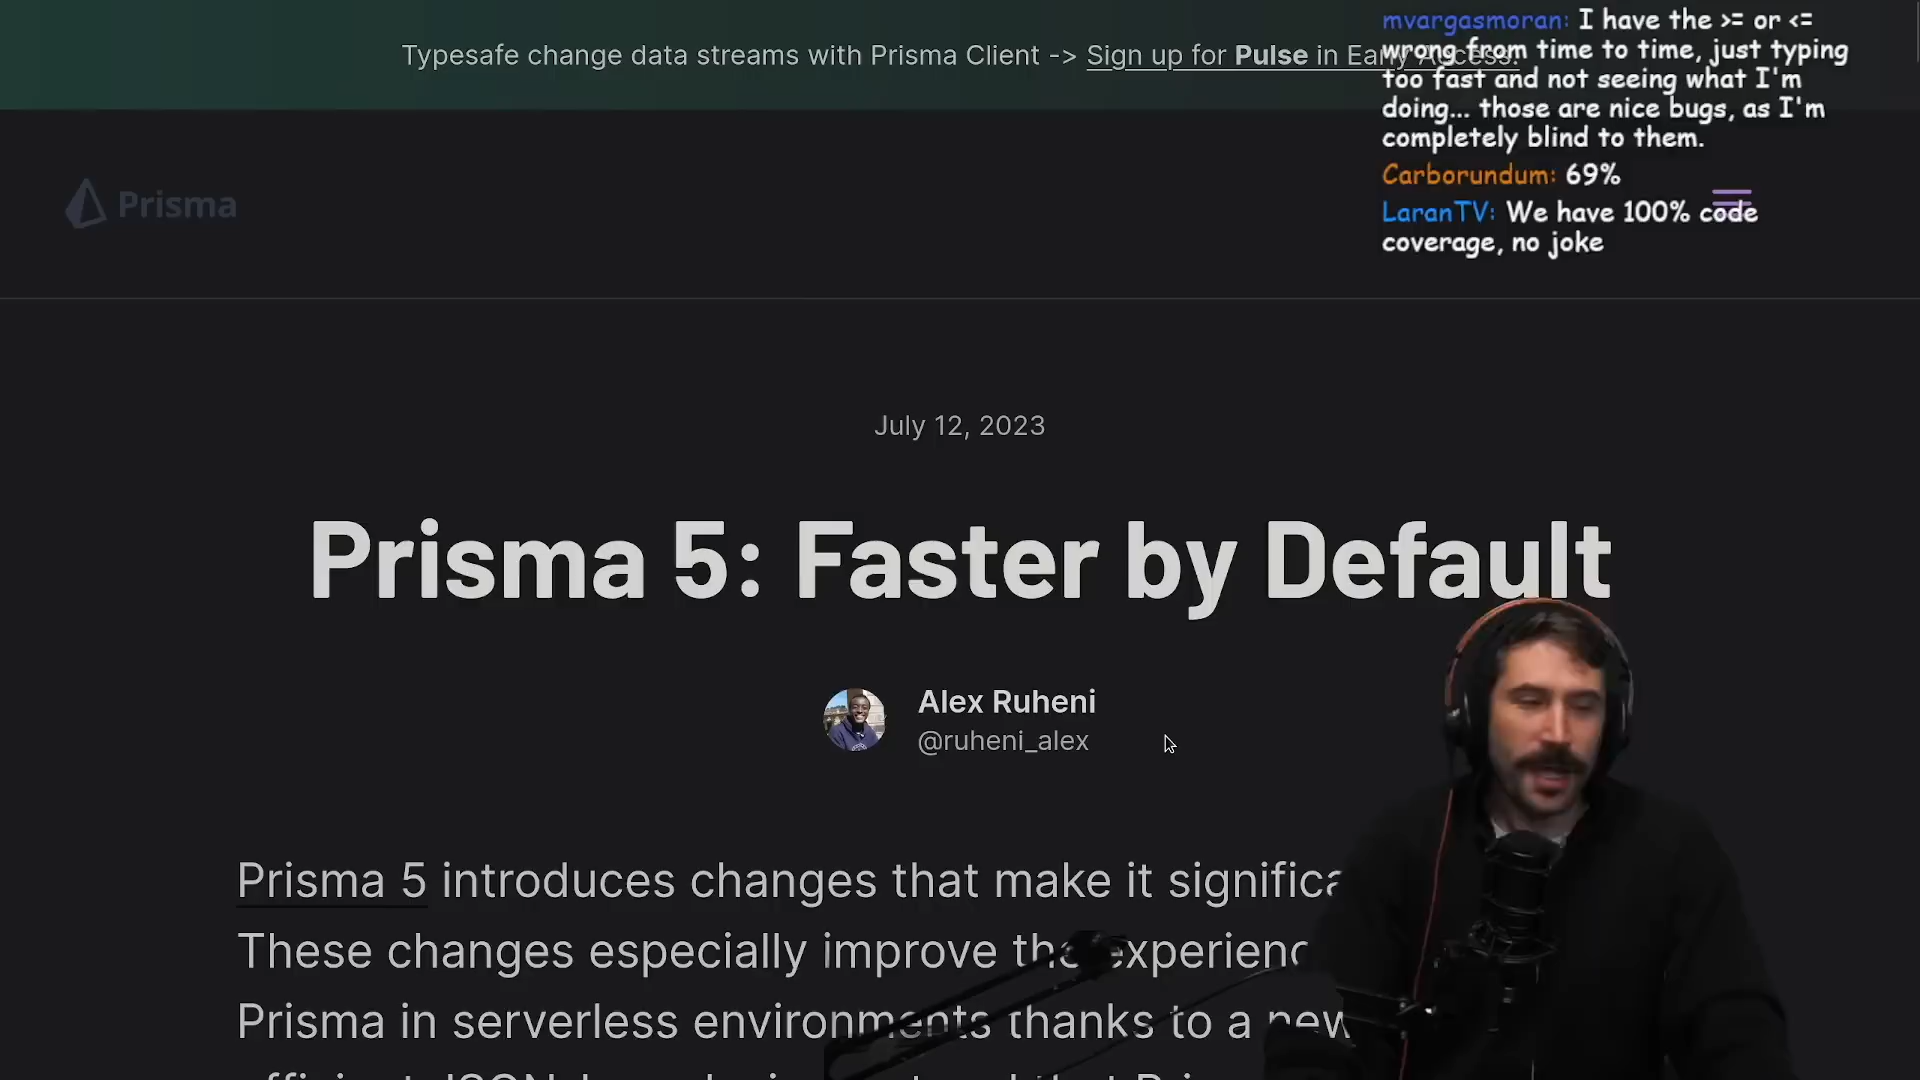 Typesafe change data streams with Prisma Client -> Sign up for Pulse in Early Access.
mvargasmoran: I have the >= or <=
wrong from time to time, just typing
too fast and not seeing what I'm
doing... those are nice bugs, as I'm
completely blind to them.
Carborundum: 69%
LaranTV: We have 100% code
coverage, no joke
Prisma
July 12, 2023
Prisma 5: Faster by Default
Alex Ruheni
@ruheni_alex
Prisma 5 introduces changes that make it
These changes especially improve the
Prisma in serverless environments thanks to a new